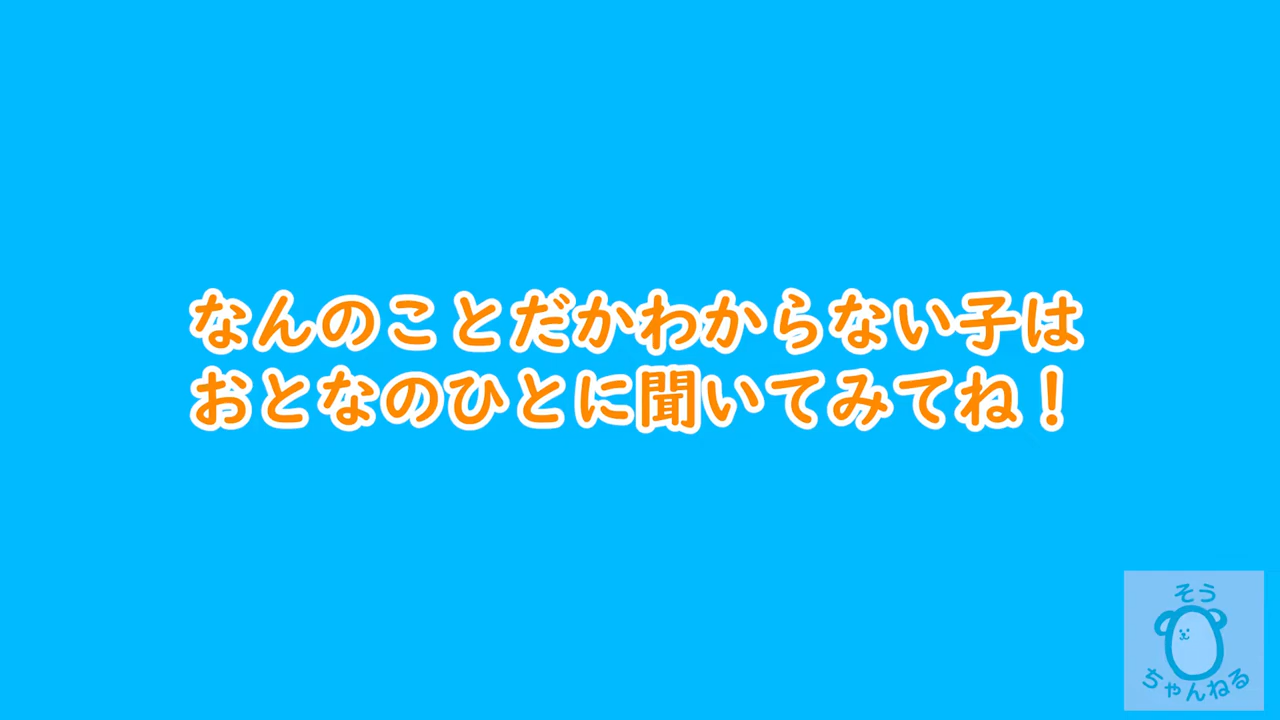 なんのことだかわからない子は
おとなのひとに聞いてみてね！
そう
ちゃんねる